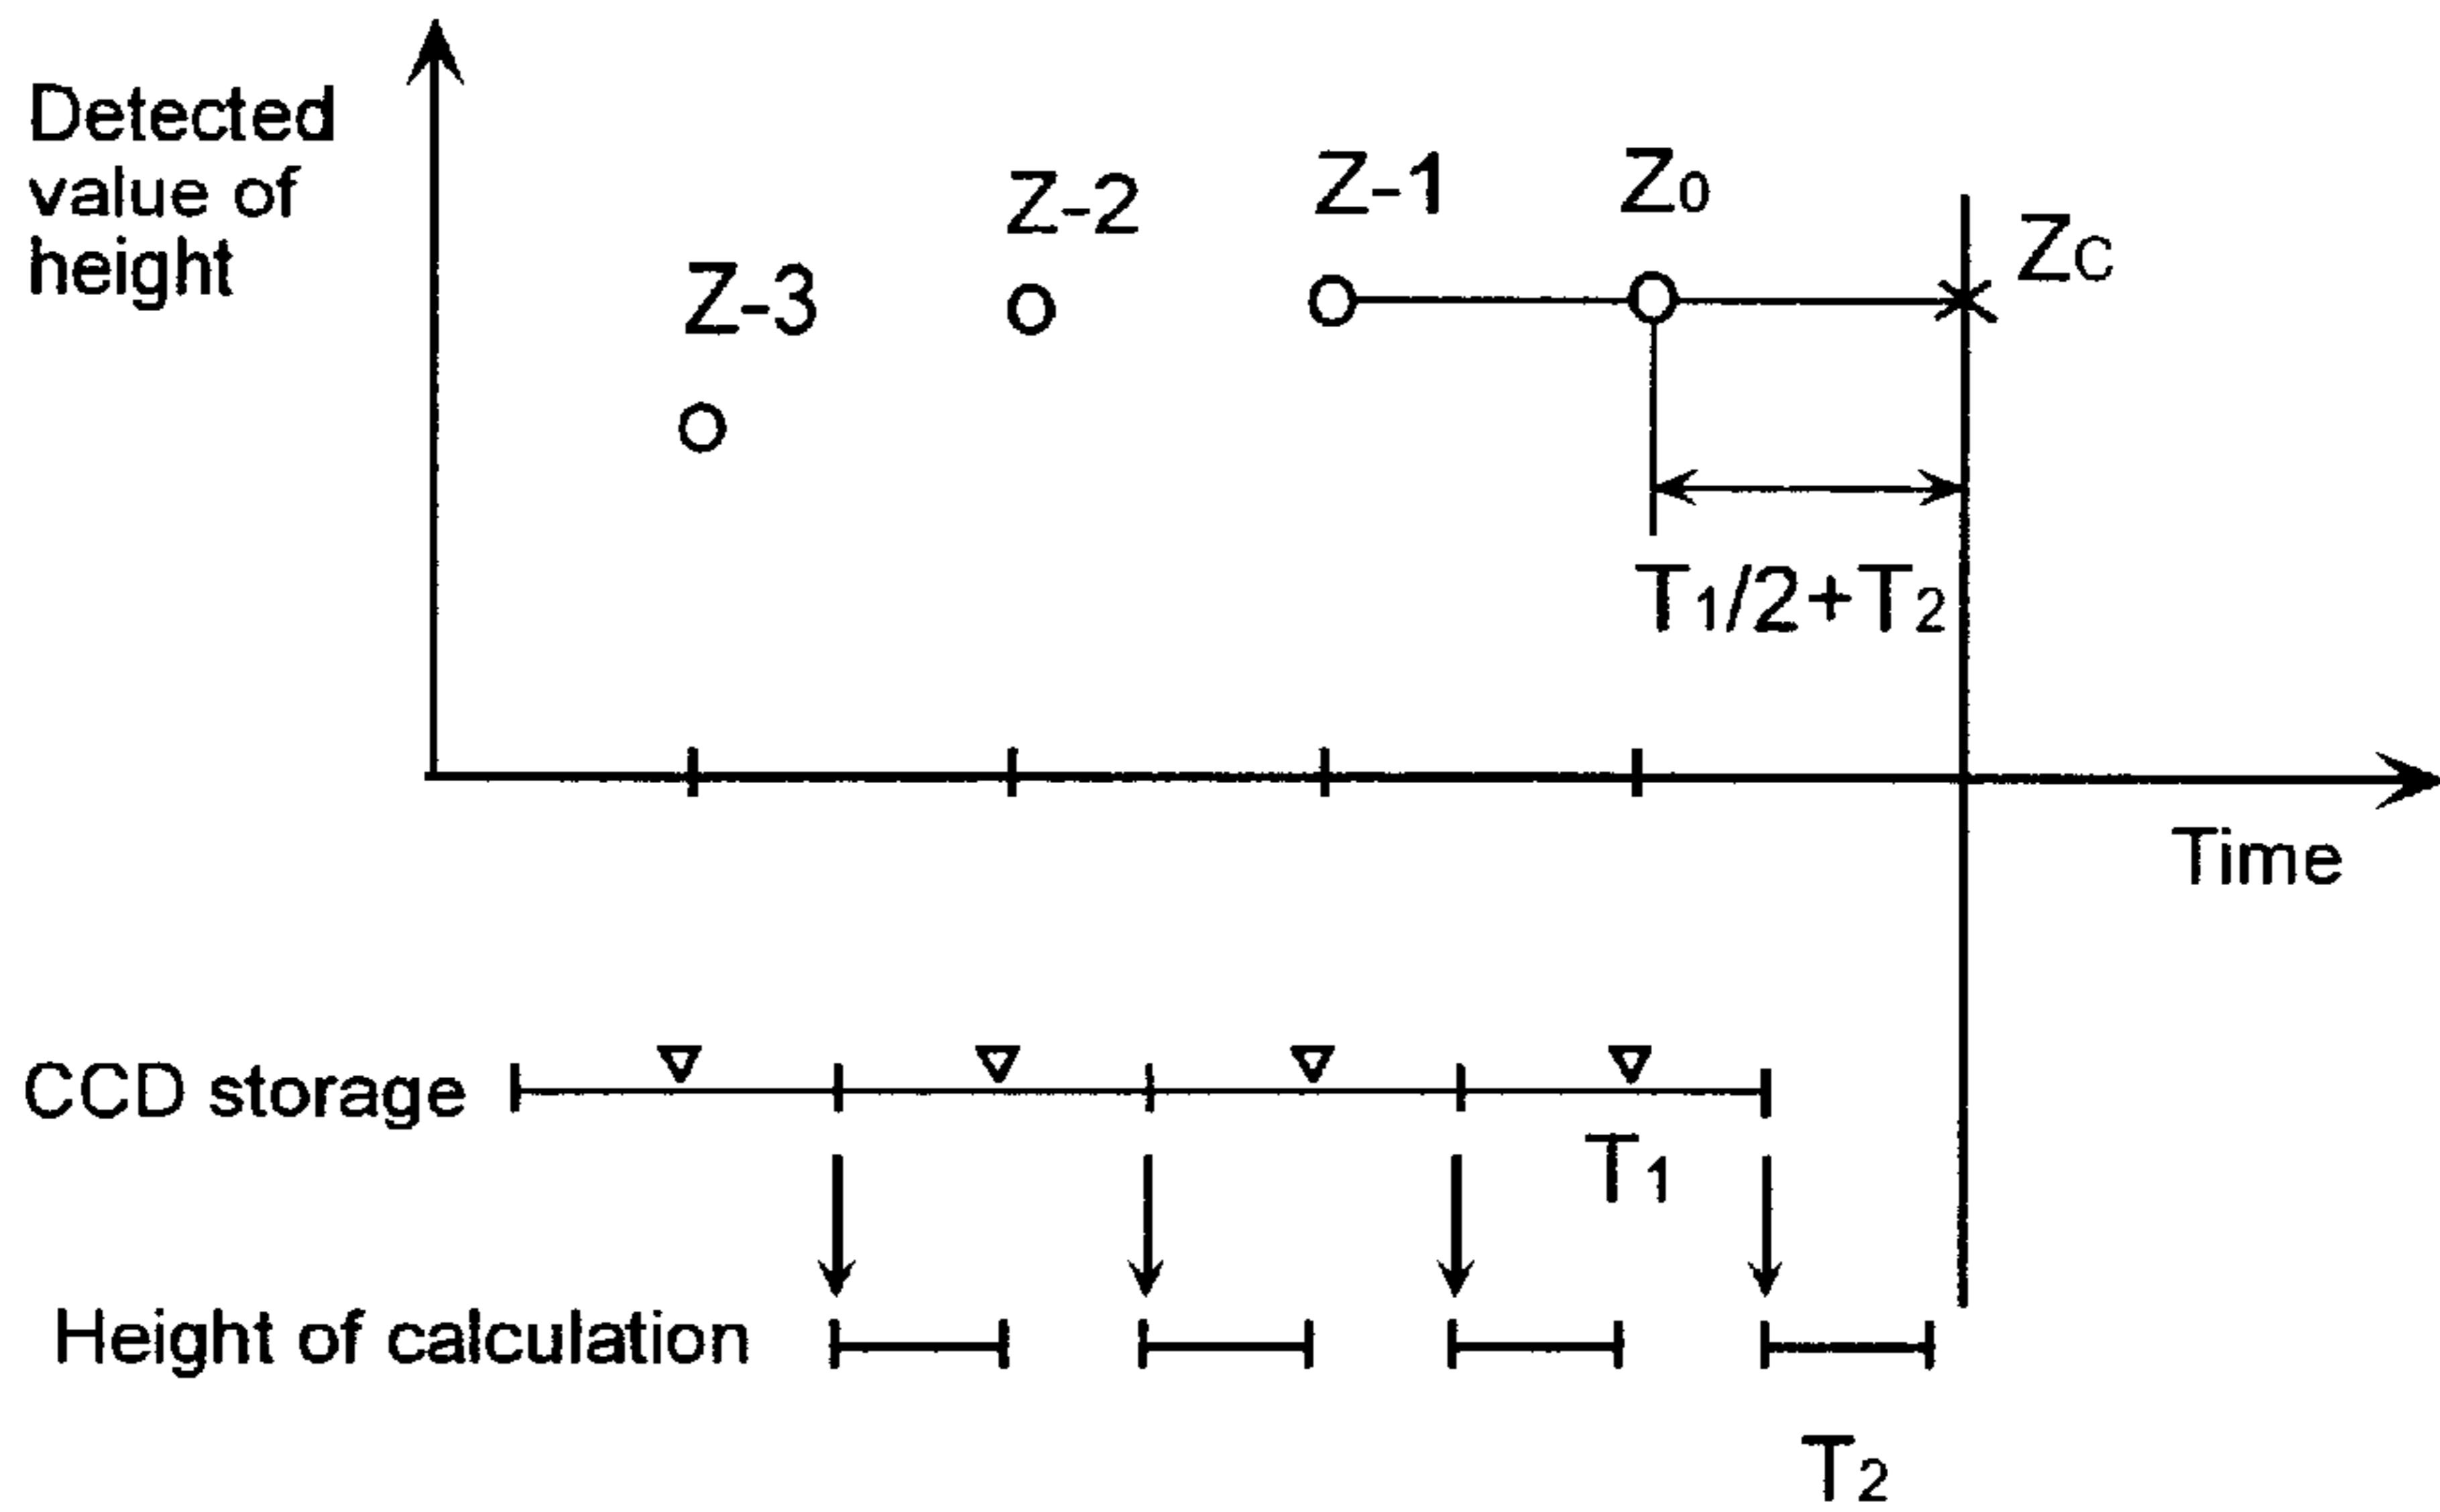 Detected
value of
height
Z-3
Z-2
Z-1
Z0
ZC
T1/2+T2
Time
CCD storage
T1
Height of calculation
T2